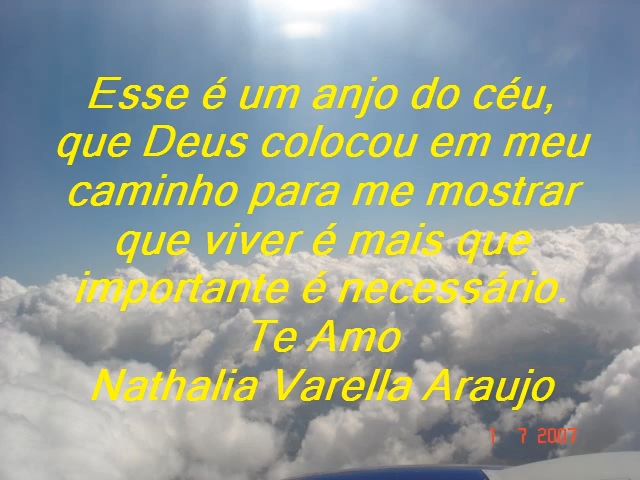 Esse é um anjo do céu,
que Deus colocou em meu
caminho para me mostrar
que viver é mais que
importante é necessário.
Te Amo
Nathalia Varella Araujo
1 7 2007